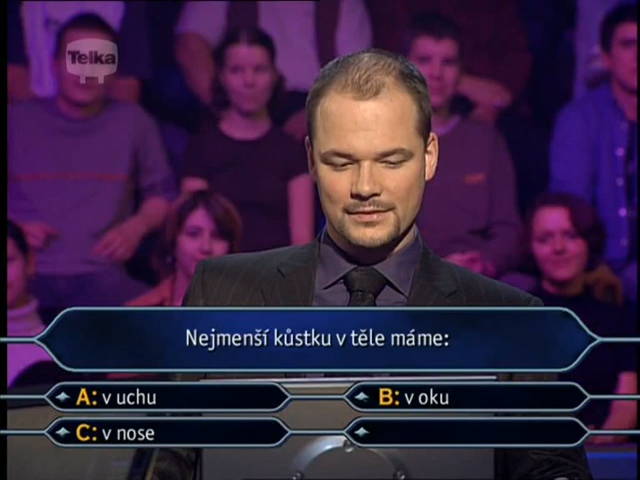 Telka
Nejmenší kůstku v těle máme:
A: v uchu
B: v oku
C: v nose